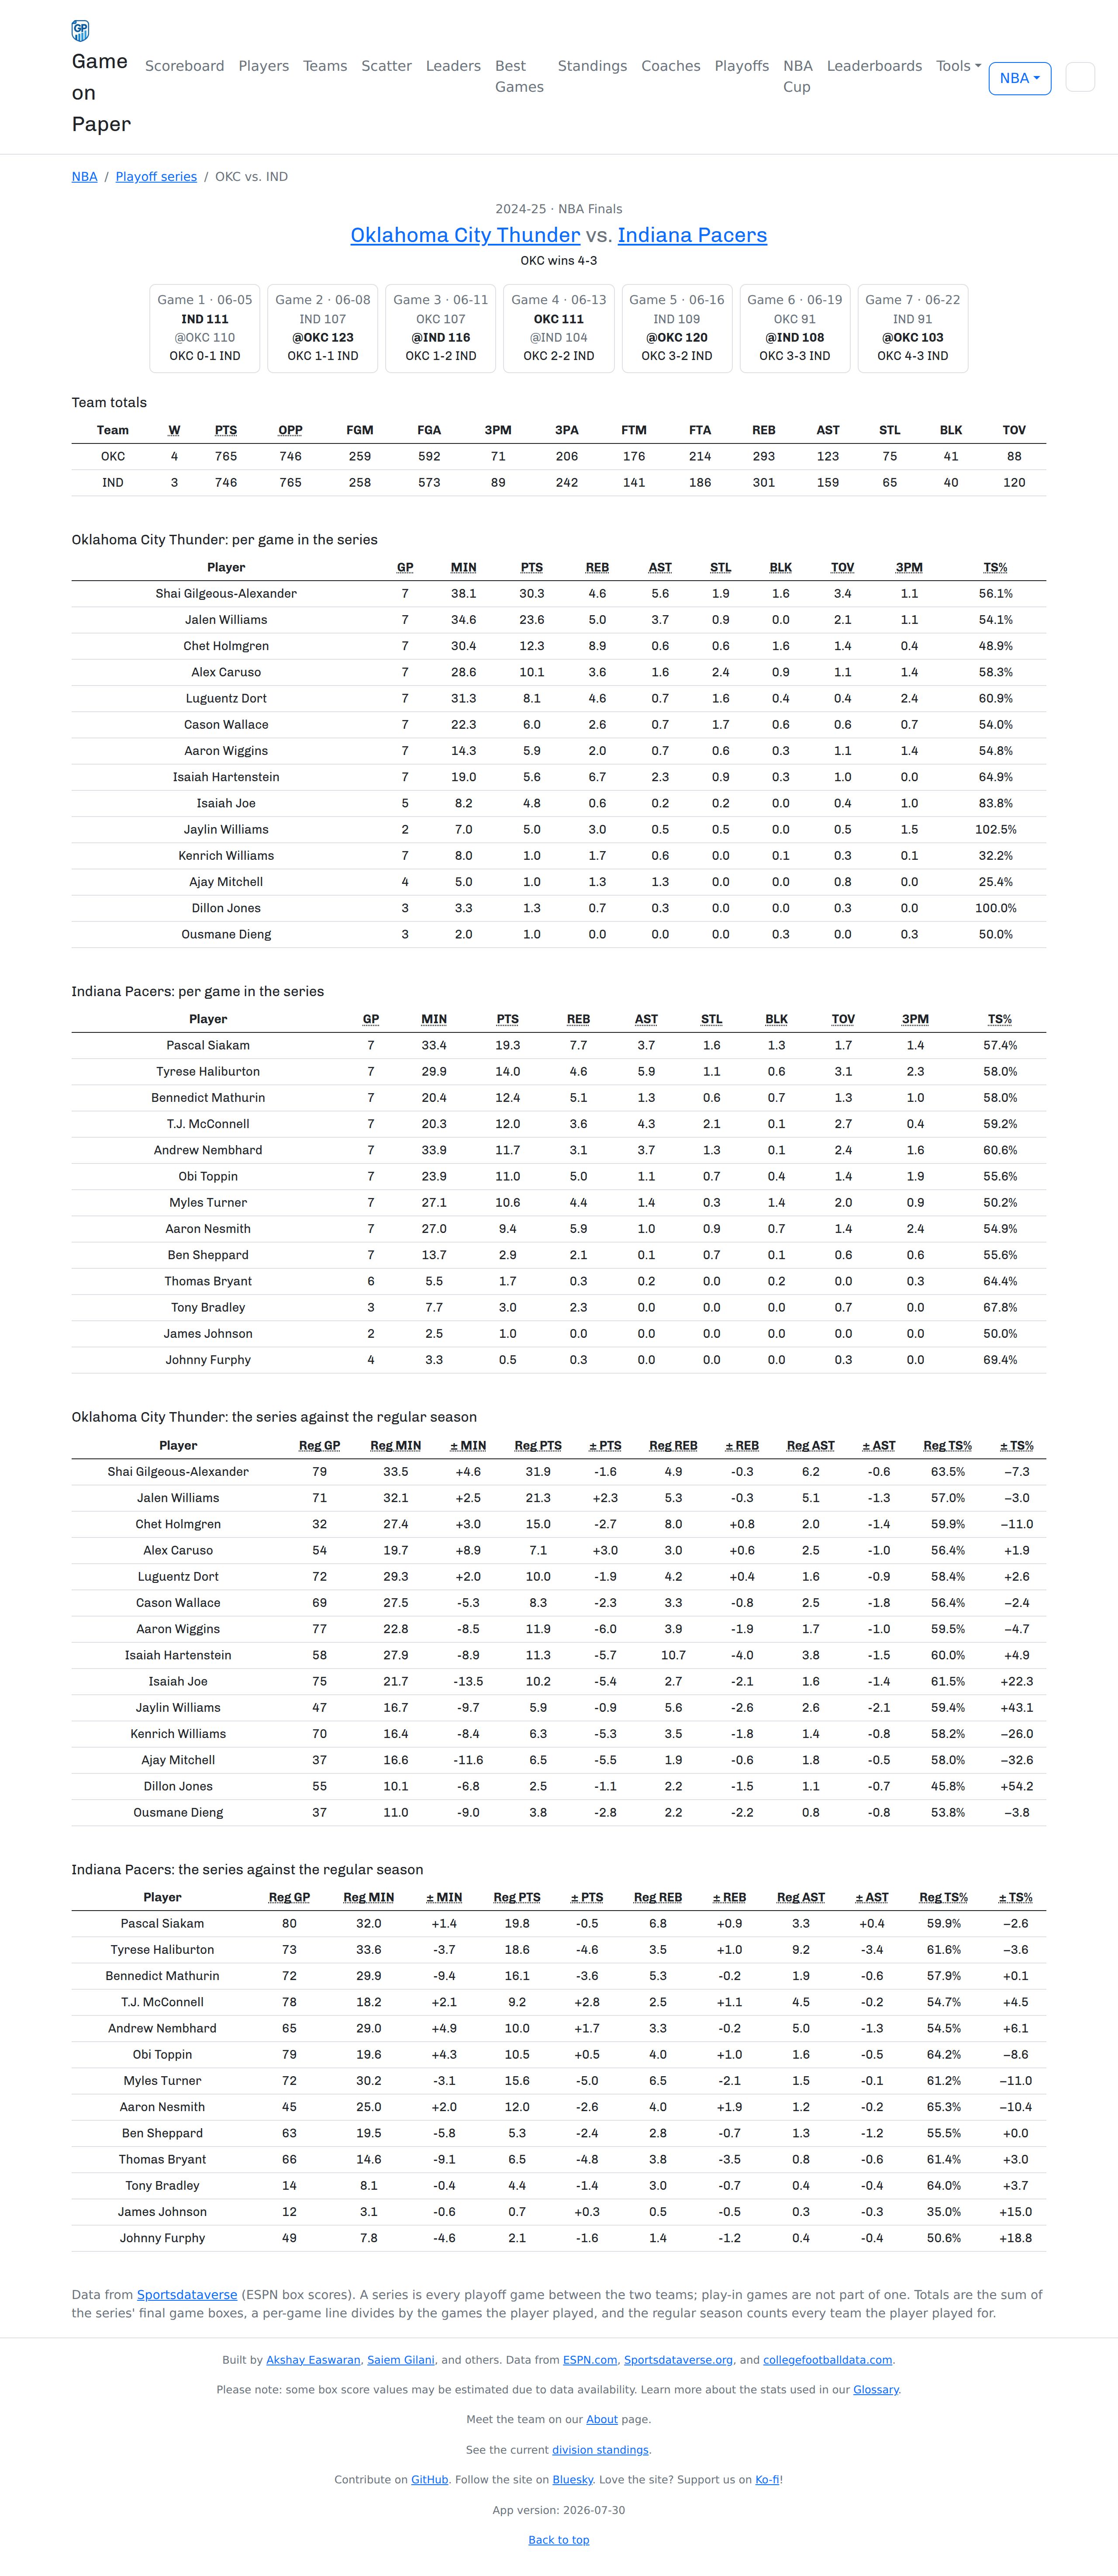 GP
Game on Paper
Scoreboard Players Teams Scatter Leaders Best Games Standings Coaches Playoffs NBA Cup Leaderboards Tools NBA
NBA / Playoff series / OKC vs. IND
2024-25 · NBA Finals
Oklahoma City Thunder vs. Indiana Pacers
OKC wins 4-3
Game 1 · 06-05 Game 2 · 06-08 Game 3 · 06-11 Game 4 · 06-13 Game 5 · 06-16 Game 6 · 06-19 Game 7 · 06-22
IND 111 IND 107 OKC 107 OKC 111 IND 109 OKC 91 IND 91
@OKC 110 @OKC 123 @IND 116 @IND 104 @OKC 120 @IND 108 @OKC 103
OKC 0-1 IND OKC 1-1 IND OKC 1-2 IND OKC 2-2 IND OKC 3-2 IND OKC 3-3 IND OKC 4-3 IND
Team totals
Team W PTS OPP FGM FGA 3PM 3PA FTM FTA REB AST STL BLK TOV
OKC 4 765 746 259 592 71 206 176 214 293 123 75 41 88
IND 3 746 765 258 573 89 242 141 186 301 159 65 40 120
Oklahoma City Thunder: per game in the series
Player GP MIN PTS REB AST STL BLK TOV 3PM TS%
Shai Gilgeous-Alexander 7 38.1 30.3 4.6 5.6 1.9 1.6 3.4 1.1 56.1%
Jalen Williams 7 34.6 23.6 5.0 3.7 0.9 0.0 2.1 1.1 54.1%
Chet Holmgren 7 30.4 12.3 8.9 0.6 0.6 1.6 1.4 0.4 48.9%
Alex Caruso 7 28.6 10.1 3.6 1.6 2.4 0.9 1.1 1.4 58.3%
Luguentz Dort 7 31.3 8.1 4.6 0.7 1.6 0.4 0.4 2.4 60.9%
Cason Wallace 7 22.3 6.0 2.6 0.7 1.7 0.6 0.6 0.7 54.0%
Aaron Wiggins 7 14.3 5.9 2.0 0.7 0.6 0.3 1.1 1.4 54.8%
Isaiah Hartenstein 7 19.0 5.6 6.7 2.3 0.9 0.3 1.0 0.0 64.9%
Isaiah Joe 5 8.2 4.8 0.6 0.2 0.2 0.0 0.4 1.0 83.8%
Jaylin Williams 2 7.0 5.0 3.0 0.5 0.5 0.0 0.5 1.5 102.5%
Kenrich Williams 7 8.0 1.0 1.7 0.6 0.0 0.1 0.3 0.1 32.2%
Ajay Mitchell 4 5.0 1.0 1.3 1.3 0.0 0.0 0.8 0.0 25.4%
Dillon Jones 3 3.3 1.3 0.7 0.3 0.0 0.0 0.3 0.0 100.0%
Ousmane Dieng 3 2.0 1.0 0.0 0.0 0.0 0.3 0.0 0.3 50.0%
Indiana Pacers: per game in the series
Player GP MIN PTS REB AST STL BLK TOV 3PM TS%
Pascal Siakam 7 33.4 19.3 7.7 3.7 1.6 1.3 1.7 1.4 57.4%
Tyrese Haliburton 7 29.9 14.0 4.6 5.9 1.1 0.6 3.1 2.3 58.0%
Bennedict Mathurin 7 20.4 12.4 5.1 1.3 0.6 0.7 1.3 1.0 58.0%
T.J. McConnell 7 20.3 12.0 3.6 4.3 2.1 0.1 2.7 0.4 59.2%
Andrew Nembhard 7 33.9 11.7 3.1 3.7 1.3 0.1 2.4 1.6 60.6%
Obi Toppin 7 23.9 11.0 5.0 1.1 0.7 0.4 1.4 1.9 55.6%
Myles Turner 7 27.1 10.6 4.4 1.4 0.3 1.4 2.0 0.9 50.2%
Aaron Nesmith 7 27.0 9.4 5.9 1.0 0.9 0.7 1.4 2.4 54.9%
Ben Sheppard 7 13.7 2.9 2.1 0.1 0.7 0.1 0.6 0.6 55.6%
Thomas Bryant 6 5.5 1.7 0.3 0.2 0.0 0.2 0.0 0.3 64.4%
Tony Bradley 3 7.7 3.0 2.3 0.0 0.0 0.0 0.7 0.0 67.8%
James Johnson 2 2.5 1.0 0.0 0.0 0.0 0.0 0.0 0.0 50.0%
Johnny Furphy 4 3.3 0.5 0.3 0.0 0.0 0.0 0.3 0.0 69.4%
Oklahoma City Thunder: the series against the regular season
Player Reg GP Reg MIN ± MIN Reg PTS ± PTS Reg REB ± REB Reg AST ± AST Reg TS% ± TS%
Shai Gilgeous-Alexander 79 33.5 +4.6 31.9 -1.6 4.9 -0.3 6.2 -0.6 63.5% −7.3
Jalen Williams 71 32.1 +2.5 21.3 +2.3 5.3 -0.3 5.1 -1.3 57.0% −3.0
Chet Holmgren 32 27.4 +3.0 15.0 -2.7 8.0 +0.8 2.0 -1.4 59.9% −11.0
Alex Caruso 54 19.7 +8.9 7.1 +3.0 3.0 +0.6 2.5 -1.0 56.4% +1.9
Luguentz Dort 72 29.3 +2.0 10.0 -1.9 4.2 +0.4 1.6 -0.9 58.4% +2.6
Cason Wallace 69 27.5 -5.3 8.3 -2.3 3.3 -0.8 2.5 -1.8 56.4% −2.4
Aaron Wiggins 77 22.8 -8.5 11.9 -6.0 3.9 -1.9 1.7 -1.0 59.5% −4.7
Isaiah Hartenstein 58 27.9 -8.9 11.3 -5.7 10.7 -4.0 3.8 -1.5 60.0% +4.9
Isaiah Joe 75 21.7 -13.5 10.2 -5.4 2.7 -2.1 1.6 -1.4 61.5% +22.3
Jaylin Williams 47 16.7 -9.7 5.9 -0.9 5.6 -2.6 2.6 -2.1 59.4% +43.1
Kenrich Williams 70 16.4 -8.4 6.3 -5.3 3.5 -1.8 1.4 -0.8 58.2% −26.0
Ajay Mitchell 37 16.6 -11.6 6.5 -5.5 1.9 -0.6 1.8 -0.5 58.0% −32.6
Dillon Jones 55 10.1 -6.8 2.5 -1.1 2.2 -1.5 1.1 -0.7 45.8% +54.2
Ousmane Dieng 37 11.0 -9.0 3.8 -2.8 2.2 -2.2 0.8 -0.8 53.8% −3.8
Indiana Pacers: the series against the regular season
Player Reg GP Reg MIN ± MIN Reg PTS ± PTS Reg REB ± REB Reg AST ± AST Reg TS% ± TS%
Pascal Siakam 80 32.0 +1.4 19.8 -0.5 6.8 +0.9 3.3 +0.4 59.9% −2.6
Tyrese Haliburton 73 33.6 -3.7 18.6 -4.6 3.5 +1.0 9.2 -3.4 61.6% −3.6
Bennedict Mathurin 72 29.9 -9.4 16.1 -3.6 5.3 -0.2 1.9 -0.6 57.9% +0.1
T.J. McConnell 78 18.2 +2.1 9.2 +2.8 2.5 +1.1 4.5 -0.2 54.7% +4.5
Andrew Nembhard 65 29.0 +4.9 10.0 +1.7 3.3 -0.2 5.0 -1.3 54.5% +6.1
Obi Toppin 79 19.6 +4.3 10.5 +0.5 4.0 +1.0 1.6 -0.5 64.2% −8.6
Myles Turner 72 30.2 -3.1 15.6 -5.0 6.5 -2.1 1.5 -0.1 61.2% −11.0
Aaron Nesmith 45 25.0 +2.0 12.0 -2.6 4.0 +1.9 1.2 -0.2 65.3% −10.4
Ben Sheppard 63 19.5 -5.8 5.3 -2.4 2.8 -0.7 1.3 -1.2 55.5% +0.0
Thomas Bryant 66 14.6 -9.1 6.5 -4.8 3.8 -3.5 0.8 -0.6 61.4% +3.0
Tony Bradley 14 8.1 -0.4 4.4 -1.4 3.0 -0.7 0.4 -0.4 64.0% +3.7
James Johnson 12 3.1 -0.6 0.7 +0.3 0.5 -0.5 0.3 -0.3 35.0% +15.0
Johnny Furphy 49 7.8 -4.6 2.1 -1.6 1.4 -1.2 0.4 -0.4 50.6% +18.8
Data from Sportsdataverse (ESPN box scores). A series is every playoff game between the two teams; play-in games are not part of one. Totals are the sum of
the series' final game boxes, a per-game line divides by the games the player played, and the regular season counts every team the player played for.
Built by Akshay Easwaran, Saiem Gilani, and others. Data from ESPN.com, Sportsdataverse.org, and collegefootballdata.com.
Please note: some box score values may be estimated due to data availability. Learn more about the stats used in our Glossary.
Meet the team on our About page.
See the current division standings.
Contribute on GitHub. Follow the site on Bluesky. Love the site? Support us on Ko-fi!
App version: 2026-07-30
Back to top